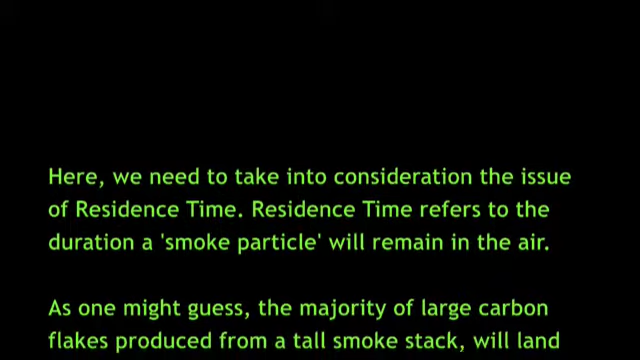 Here, we need to take into consideration the issue
of Residence Time. Residence Time refers to the
duration a 'smoke particle' will remain in the air.
As one might guess, the majority of large carbon
flakes produced from a tall smoke stack, will land